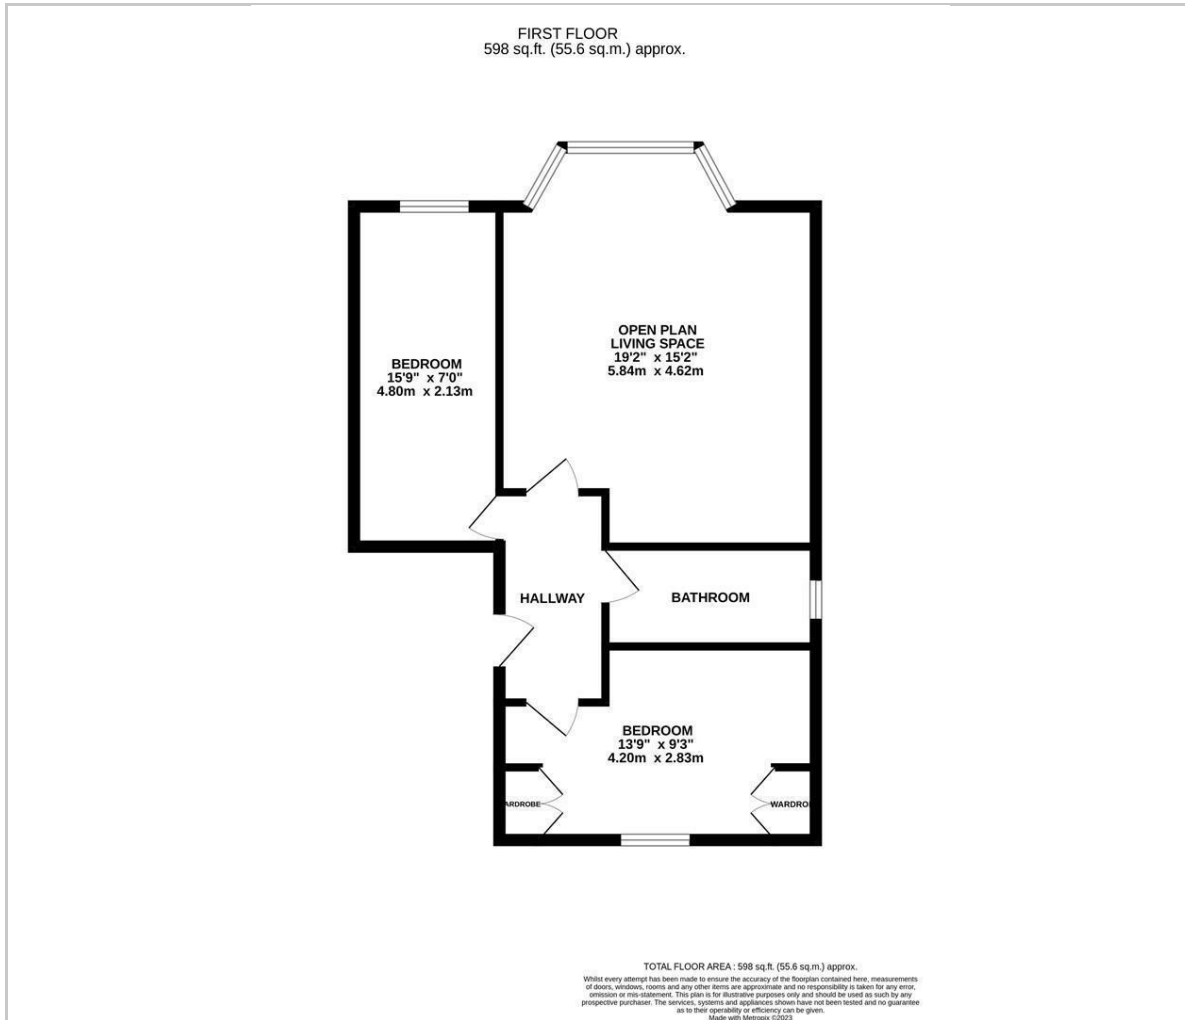 FIRST FLOOR
598 sq.ft. (55.6 sq.m.) approx.
OPEN PLAN
LIVING SPACE
19'2" x 15'2"
5.84m x 4.62m
BEDROOM
15'9" x 7'0"
4.80m x 2.13m
HALLWAY
BATHROOM
BEDROOM
13'9" x 9'3"
4.20m x 2.83m
ARDROBE
WARDRO
TOTAL FLOOR AREA : 598 sq.ft. (55.6 sq.m.) approx.
Whilst every attempt has been made to ensure the accuracy of the floorplan contained here, measurements
of doors, windows, rooms and any other items are approximate and no responsibility is taken for any error,
omission or mis-statement. This plan is for illustrative purposes only and should be used as such by any
prospective purchaser. The services, systems and appliances shown have not been tested and no guarantee
as to their operability or efficiency can be given.
Made with Metropix ©2023